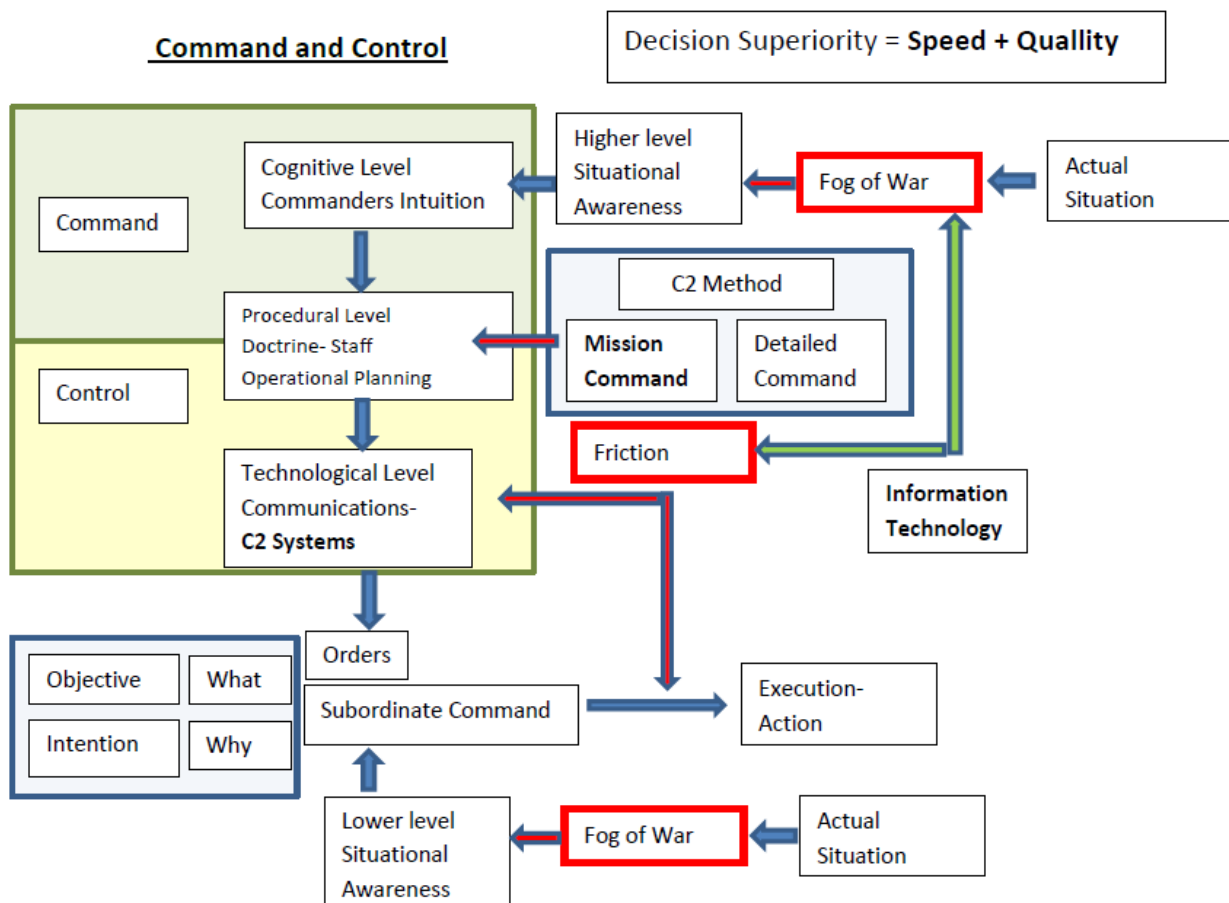 Command and Control
Decision Superiority = Speed + Quallity
Command
Cognitive Level
Commanders Intuition
Higher level
Situational
Awareness
Fog of War
Actual
Situation
Procedural Level
Doctrine- Staff
Operational Planning
C2 Method
Mission
Command
Detailed
Command
Control
Friction
Technological Level
Communications-
C2 Systems
Information
Technology
Orders
Objective
What
Intention
Why
Subordinate Command
Execution-
Action
Lower level
Situational
Awareness
Fog of War
Actual
Situation